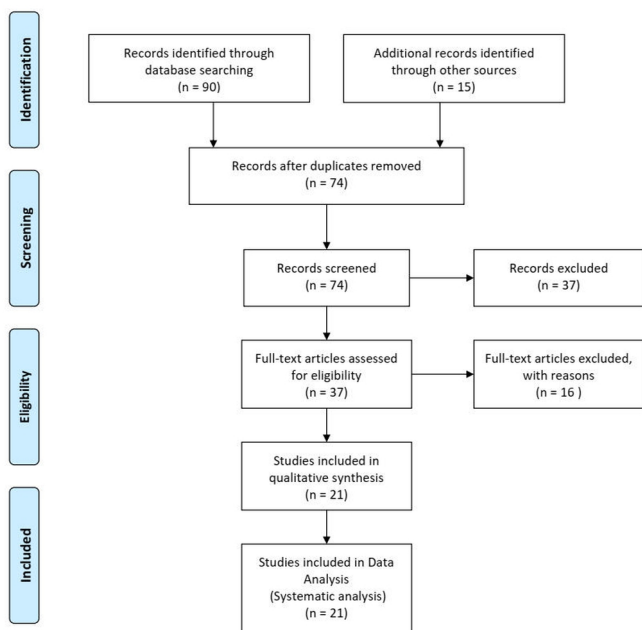 Identification
Records identified through
database searching
(n = 90)
Additional records identified
through other sources
(n = 15)
Records after duplicates removed
(n = 74)
Screening
Records screened
(n = 74)
Records excluded
(n = 37)
Eligibility
Full-text articles assessed
for eligibility
(n = 37)
Full-text articles excluded,
with reasons
(n = 16 )
Studies included in
qualitative synthesis
(n = 21)
Included
Studies included in Data
Analysis
(Systematic analysis)
(n = 21)